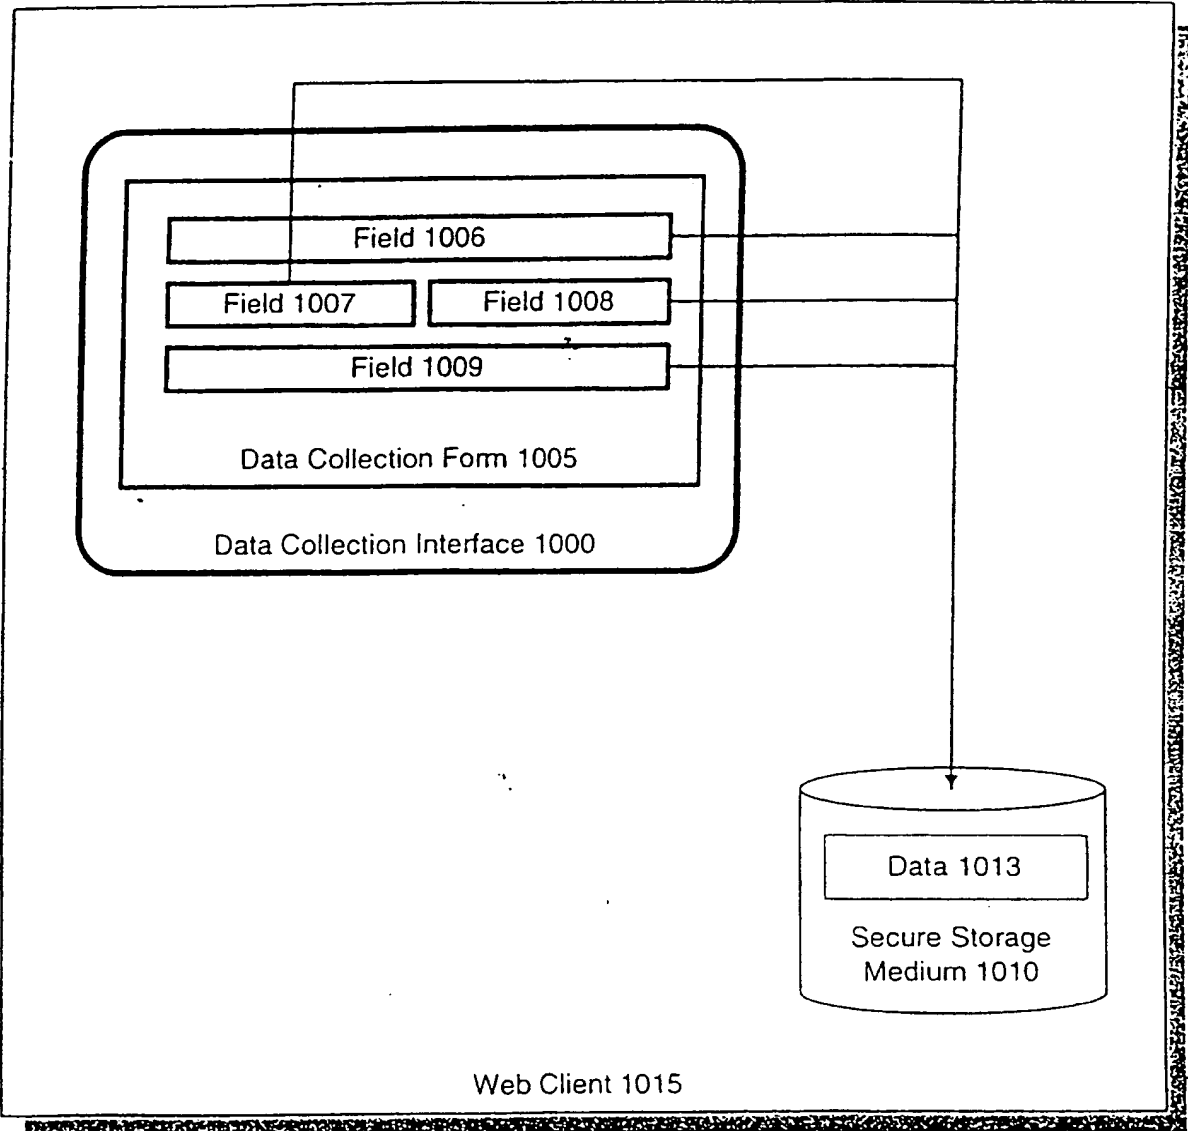 Field 1006
Field 1007
Field 1008
Field 1009
Data Collection Form 1005
Data Collection Interface 1000
Data 1013
Secure Storage
Medium 1010
Web Client 1015